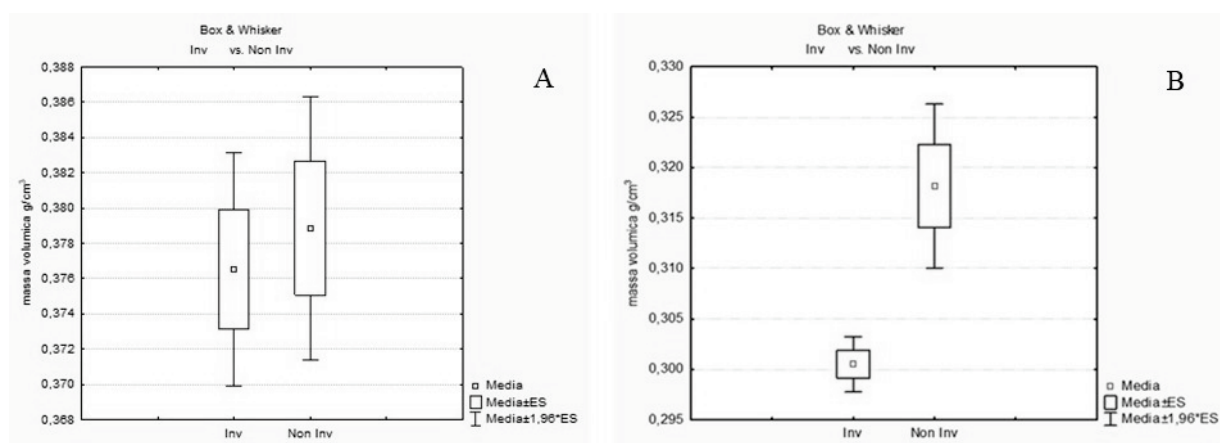 Box & Whisker
Inv vs. Non Inv
A
0,388
0,386
0,384
0,382
0,380
0,378
0,376
0,374
0,372
0,370
0,368
massa volumica g/cm³
Inv Non Inv
Media
Media±ES
Media±1,96*ES
Box & Whisker
Inv vs. Non Inv
B
0,330
0,325
0,320
0,315
0,310
0,305
0,300
0,295
massa volumica g/cm³
Inv Non Inv
Media
Media±ES
Media±1,96*ES